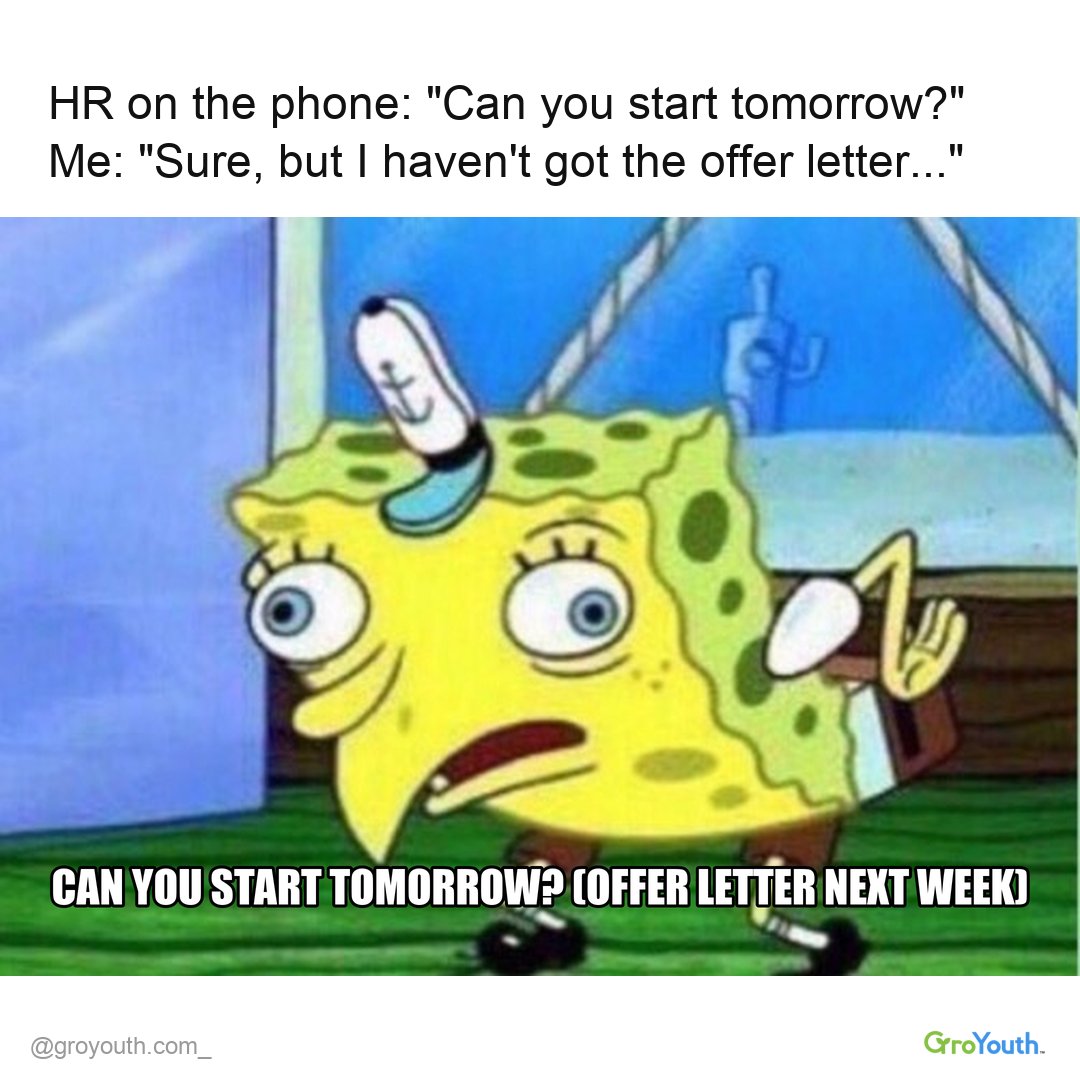 HR on the phone: "Can you start tomorrow?"
Me: "Sure, but I haven't got the offer letter..."
CAN YOU START TOMORROW? (OFFER LETTER NEXT WEEK)
@groyouth.com_
GroYouth